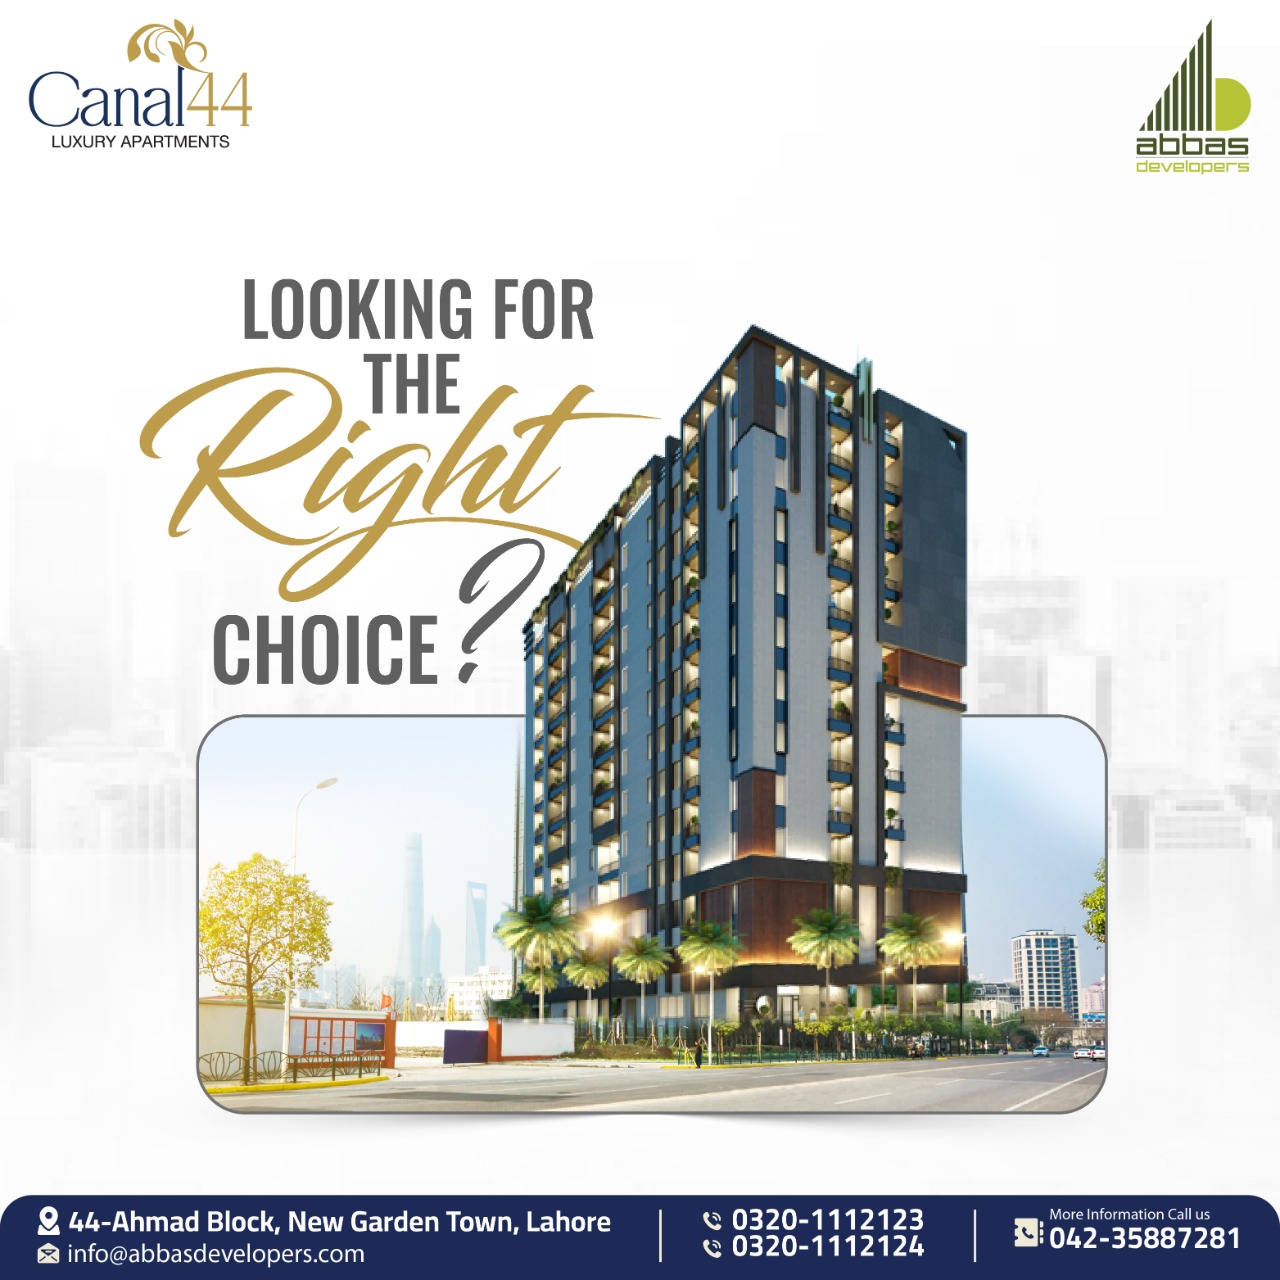 Canal44
LUXURY APARTMENTS
abbas
developers
LOOKING FOR
THE
Right
CHOICE?
44-Ahmad Block, New Garden Town, Lahore
info@abbasdevelopers.com
0320-1112123
0320-1112124
More Information Call us
042-35887281